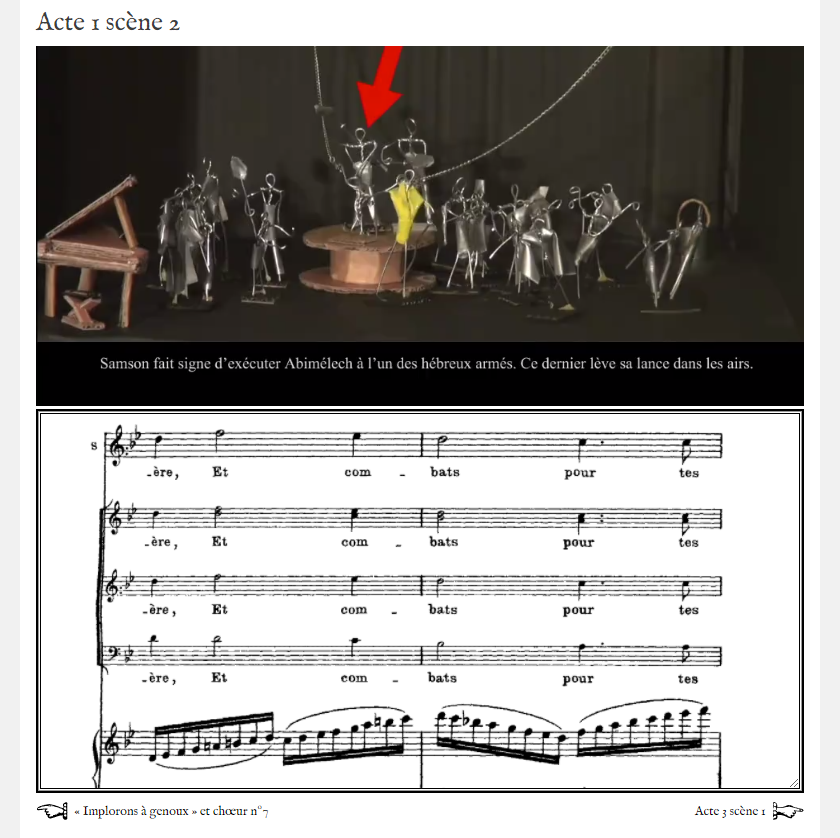 Acte 1 scène 2
Samson fait signe d'exécuter Abimélech à l'un des hébreux armés. Ce dernier lève sa lance dans les airs.
S
-ère, Et com - bats pour tes
-ère, Et com - bats pour tes
-ère, Et com - bats pour tes
-ère, Et com - bats pour tes
« Implorons à genoux » et chœur n°7
Acte 3 scène 1